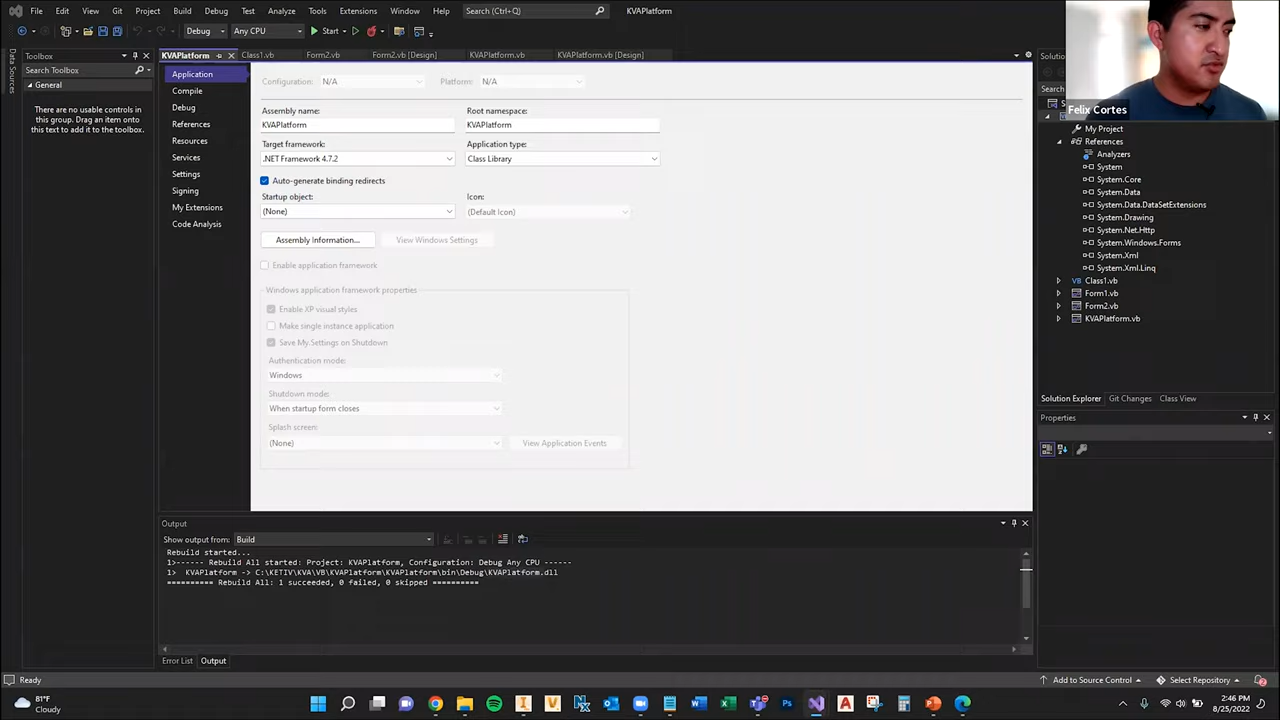 File Edit View Git Project Build Debug Test Analyze Tools Extensions Window Help Search (Ctrl+Q) KVAPlatform
Debug Any CPU Start
Data Sources
Toolbox
Search Toolbox
General
There are no usable controls in this group. Drag an item onto this text to add it to the toolbox.
KVAPlatform Class1.vb Form2.vb Form2.vb [Design] KVAPlatform.vb KVAPlatform.vb [Design]
Application
Compile
Debug
References
Resources
Services
Settings
Signing
My Extensions
Code Analysis
Configuration: N/A Platform: N/A
Assembly name: Root namespace:
KVAPlatform KVAPlatform
Target framework: Application type:
.NET Framework 4.7.2 Class Library
Auto-generate binding redirects
Startup object: Icon:
(None) (Default Icon)
Assembly Information... View Windows Settings
Enable application framework
Windows application framework properties
Enable XP visual styles
Make single instance application
Save My.Settings on Shutdown
Authentication mode:
Windows
Shutdown mode:
When startup form closes
Splash screen:
(None) View Application Events
Output
Show output from: Build
Rebuild started...
1>------ Rebuild All started: Project: KVAPlatform, Configuration: Debug Any CPU ------
1> KVAPlatform -> C:\KETIV\KVA\VB\KVAPlatform\KVAPlatform\bin\Debug\KVAPlatform.dll
========== Rebuild All: 1 succeeded, 0 failed, 0 skipped ==========
Error List Output
Felix Cortes
My Project
References
Analyzers
System
System.Core
System.Data
System.Data.DataSetExtensions
System.Drawing
System.Net.Http
System.Windows.Forms
System.Xml
System.Xml.Linq
Class1.vb
Form1.vb
Form2.vb
KVAPlatform.vb
Solution Explorer Git Changes Class View
Properties
Ready Add to Source Control Select Repository
81°F
Cloudy
2:46 PM
8/25/2022